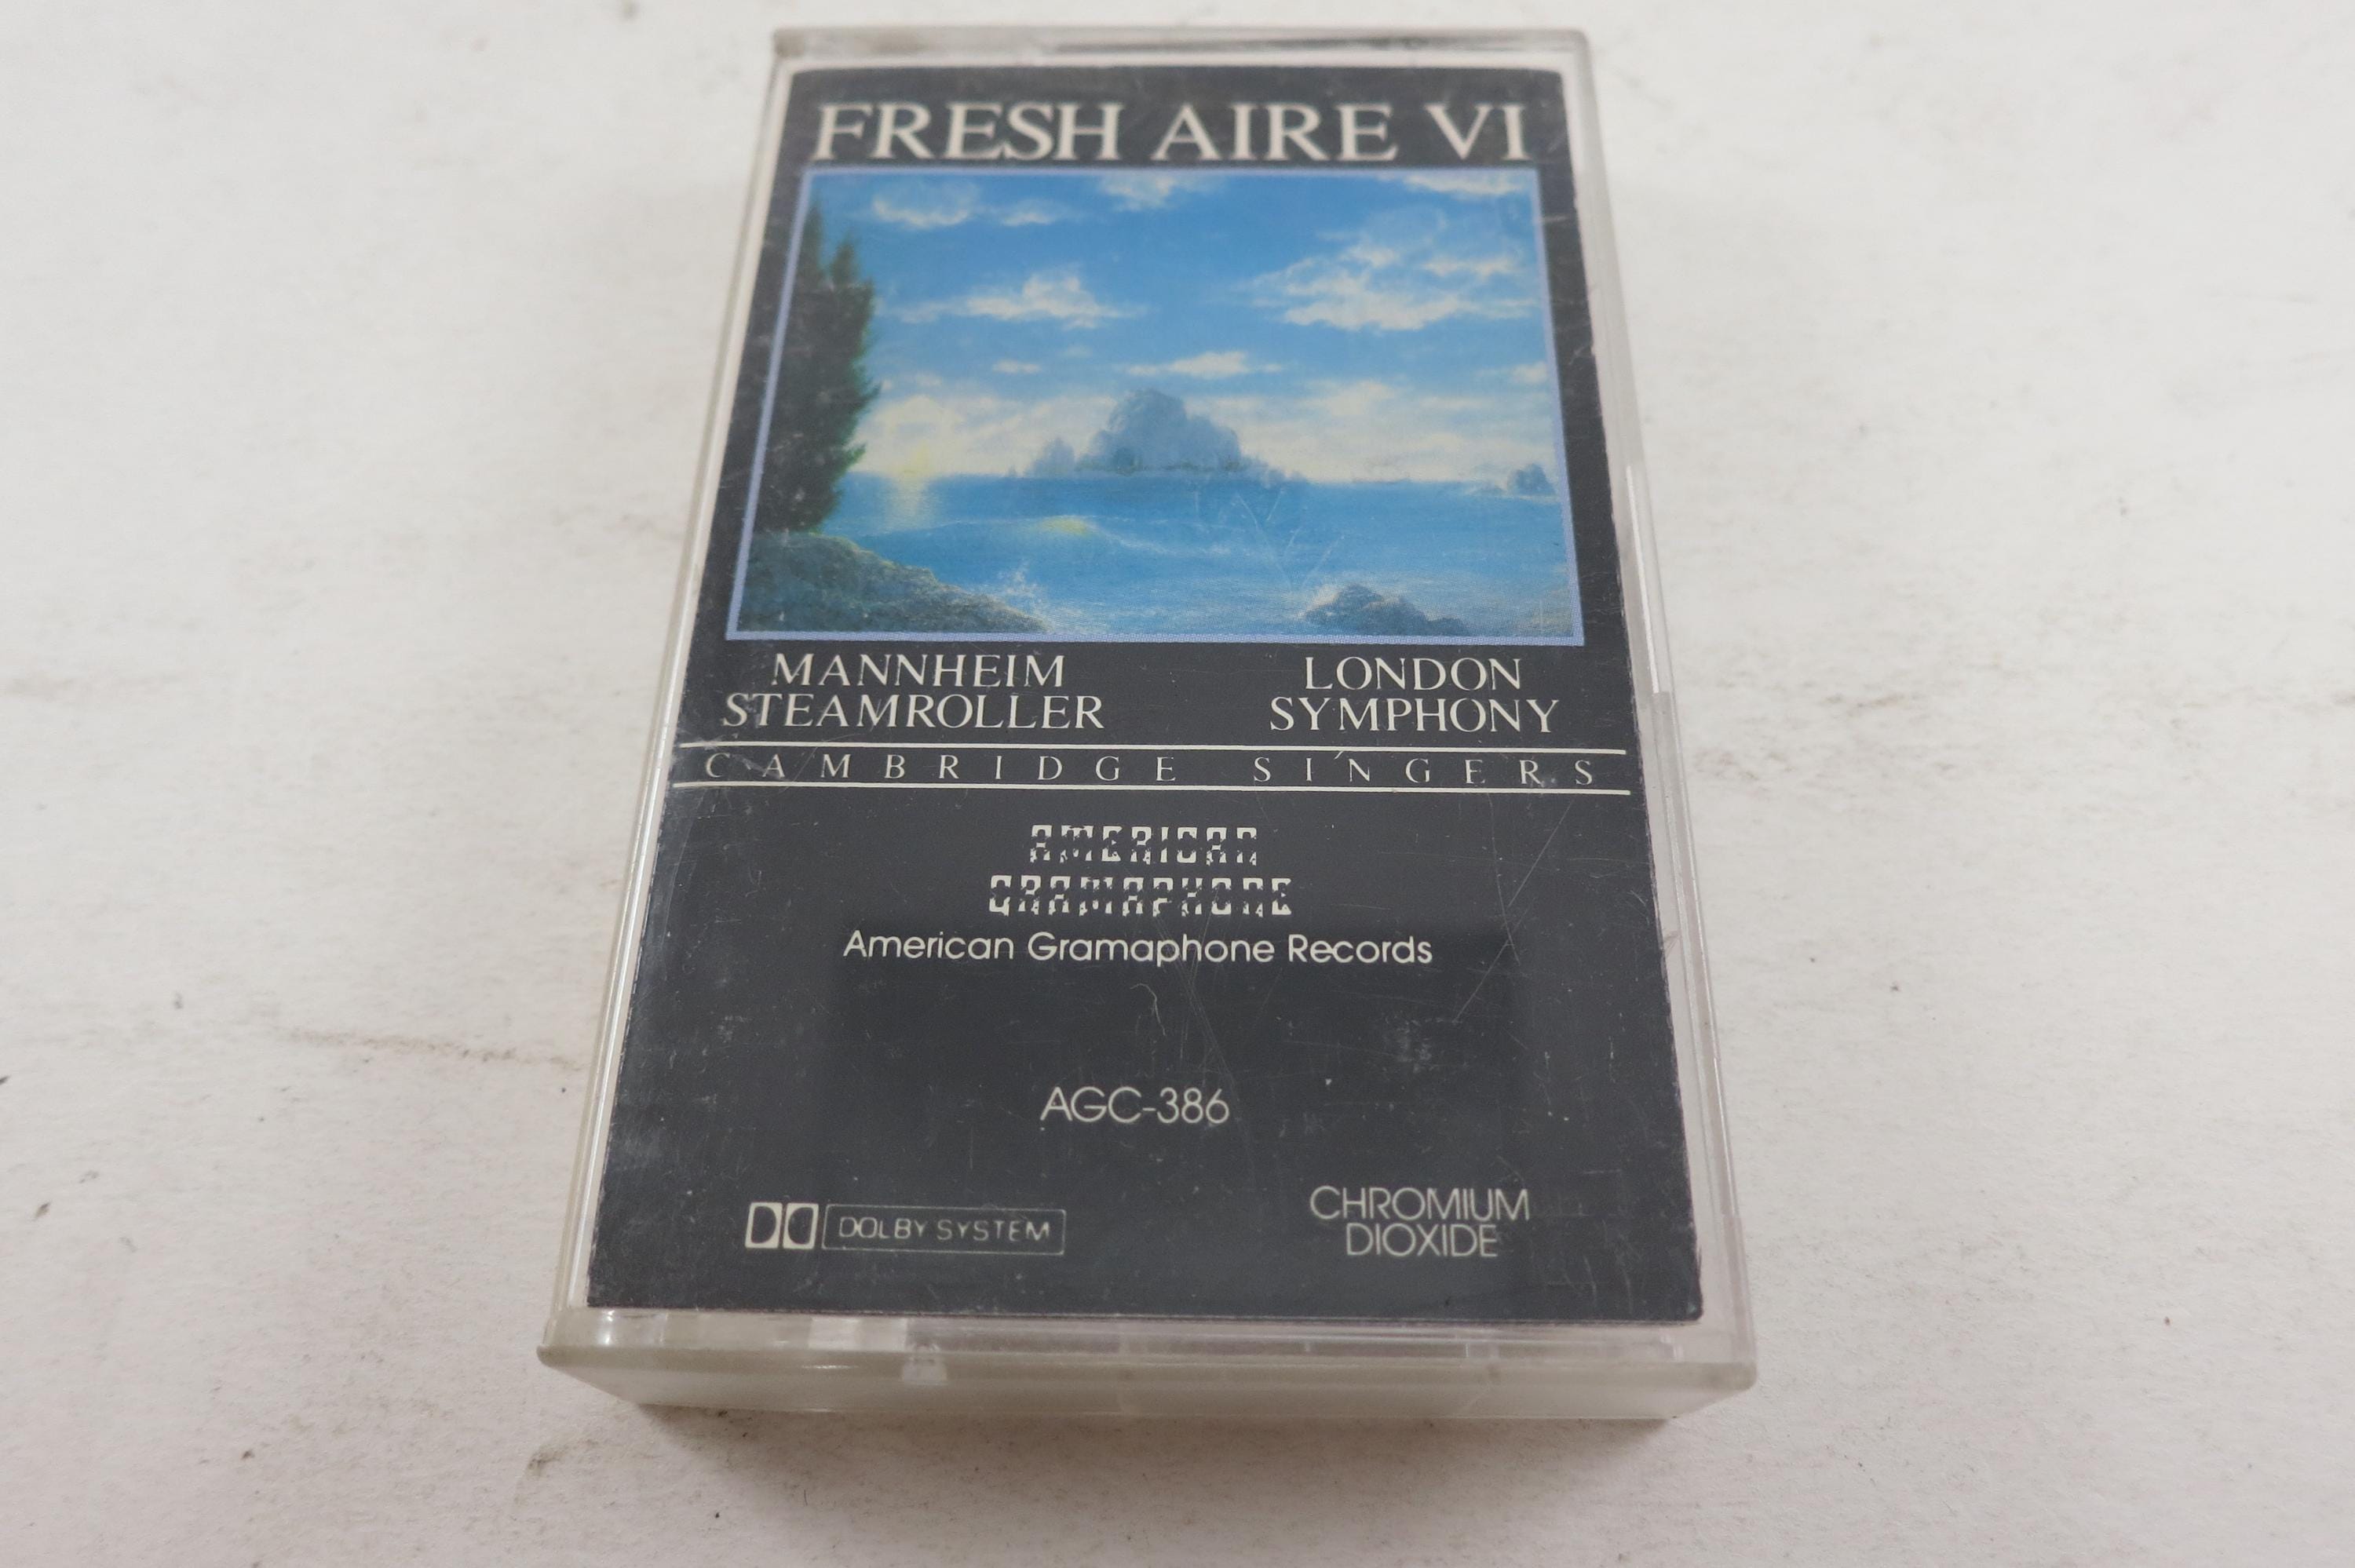 FRESH AIRE VI
MANNHEIM
STEAMROLLER
LONDON
SYMPHONY
CAMBRIDGE SINGERS
AMERICAN
GRAMAPHONE
American Gramaphone Records
AGC-386
DOLBY SYSTEM
CHROMIUM
DIOXIDE